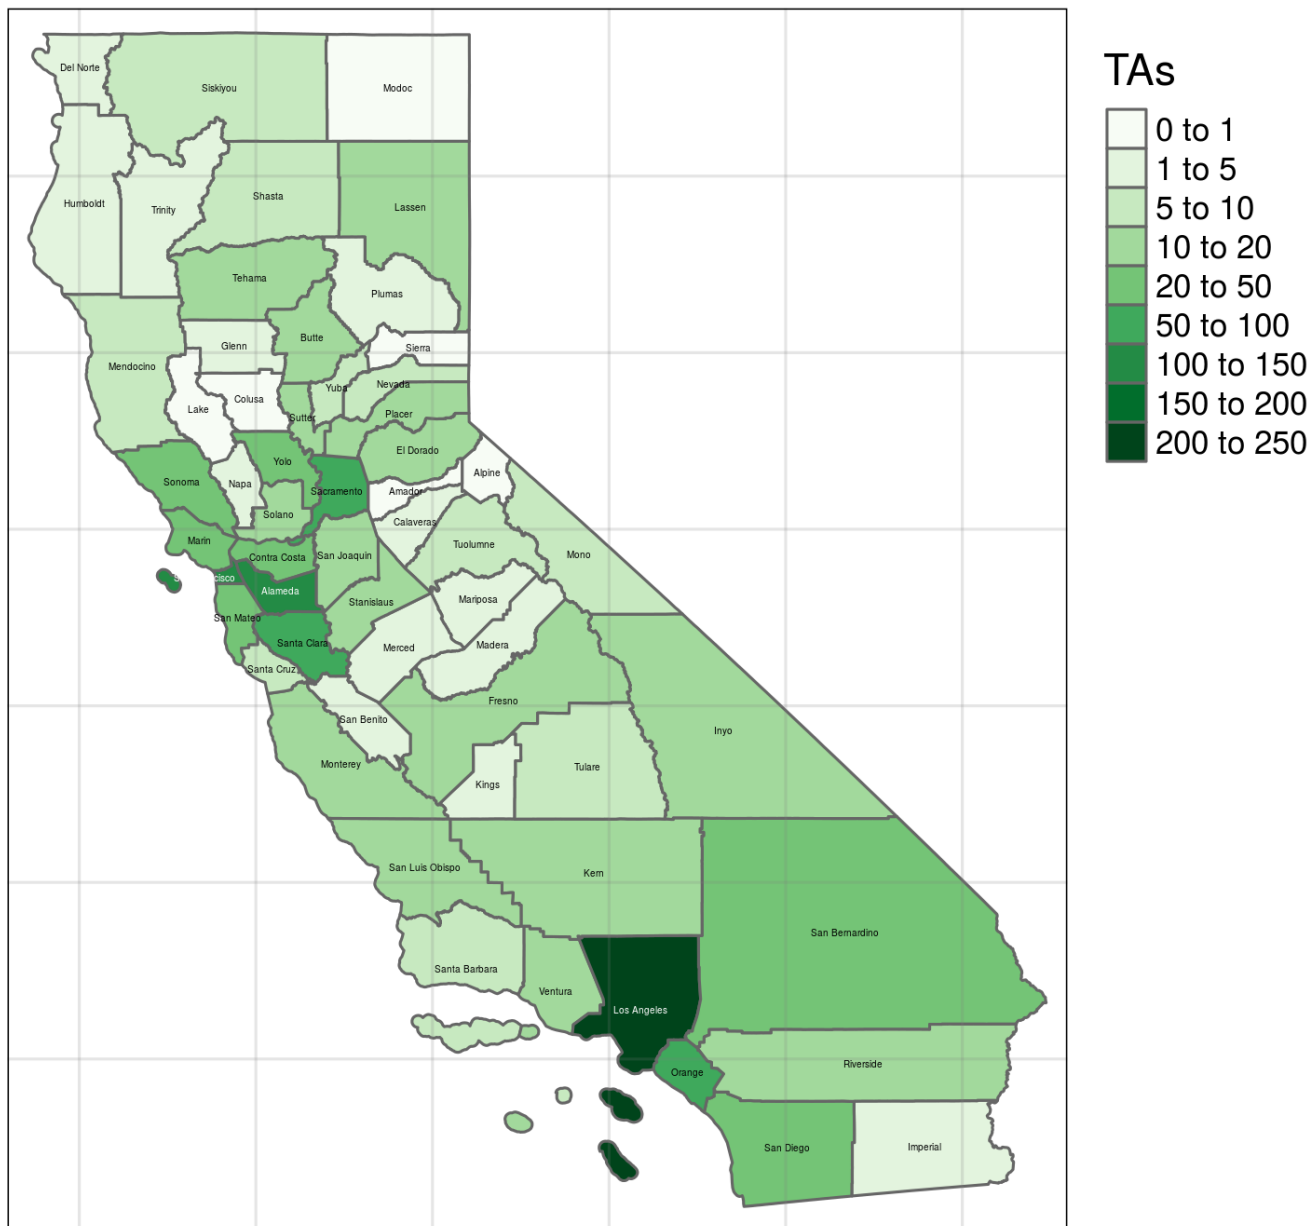 TAs
0 to 1
1 to 5
5 to 10
10 to 20
20 to 50
50 to 100
100 to 150
150 to 200
200 to 250
Del Norte
Siskiyou
Modoc
Humboldt
Trinity
Shasta
Lassen
Tehama
Plumas
Butte
Glenn
Sierra
Mendocino
Yuba
Nevada
Lake
Colusa
Sutter
Placer
El Dorado
Yolo
Alpine
Sonoma
Napa
Sacramento
Amador
Solano
Calaveras
Marin
Contra Costa
San Joaquin
Tuolumne
Mono
cisco
Alameda
Stanislaus
Mariposa
San Mateo
Santa Clara
Merced
Madera
Santa Cruz
Fresno
San Benito
Inyo
Monterey
Tulare
Kings
San Luis Obispo
Kern
San Bernardino
Santa Barbara
Ventura
Los Angeles
Orange
Riverside
San Diego
Imperial